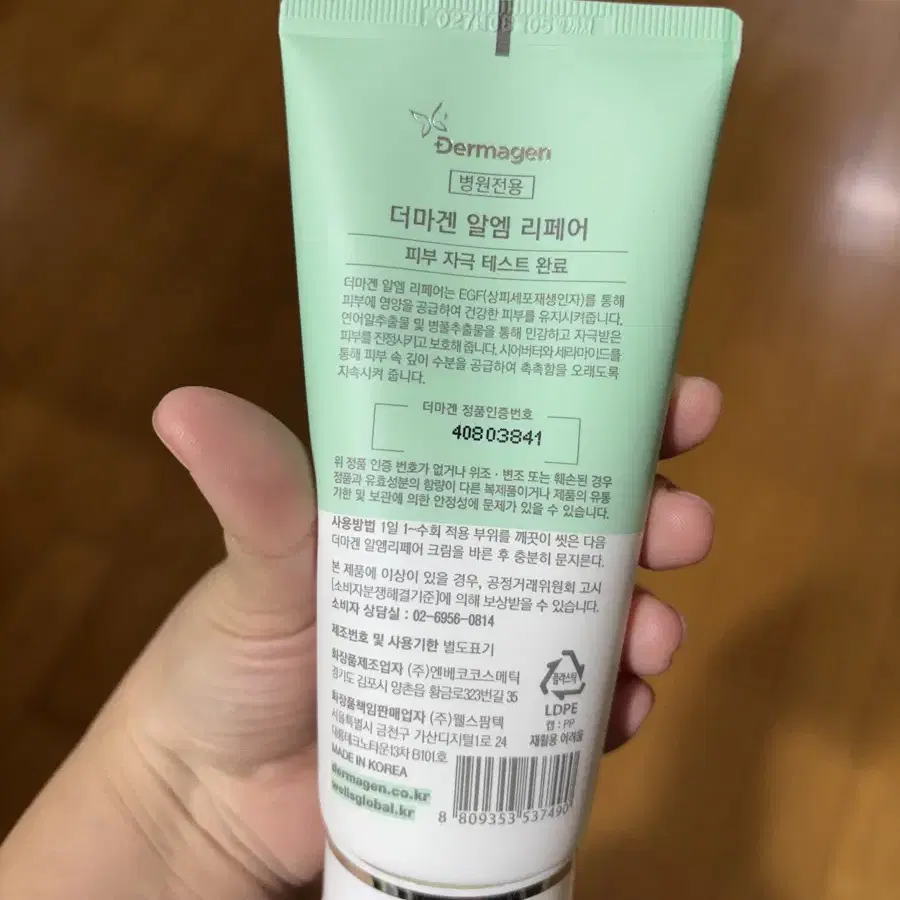 Dermagen
병원전용
더마겐 알엠 리페어
피부 자극 테스트 완료
더마겐 알엠 리페어는 EGF(상피세포재생인자)를 통해
피부에 영양을 공급하여 건강한 피부를 유지시켜줍니다.
연어알추출물 및 병풀추출물을 통해 민감하고 자극받은
피부를 진정시키고 보호해 줍니다. 시어버터와 세라마이드를
통해 피부 속 깊이 수분을 공급하여 촉촉함을 오래도록
지속시켜 줍니다.
더마겐 정품인증번호
40803841
위 정품 인증 번호가 없거나 위조·변조 또는 훼손된 경우
정품과 유효성분의 함량이 다른 복제품이거나 제품의 유통
기한 및 보관에 의한 안정성에 문제가 있을 수 있습니다.
사용방법 1일 1~수회 적용 부위를 깨끗이 씻은 다음
더마겐 알엠리페어 크림을 바른 후 충분히 문지른다.
본 제품에 이상이 있을 경우, 공정거래위원회 고시
[소비자분쟁해결기준]에 의해 보상받을 수 있습니다.
소비자 상담실 : 02-6956-0814
제조번호 및 사용기한 별도표기
화장품제조업자 (주)엔베코코스메틱
경기도 김포시 양촌읍 황금로323번길 35
화장품책임판매업자 (주)웰스팜텍
서울특별시 금천구 가산디지털1로 24
대륭테크노타운13차 B101호
MADE IN KOREA
dermagen.co.kr
wellsglobal.kr
플라스틱
LDPE
캡 : PP
재활용 어려움
8 809353 537490